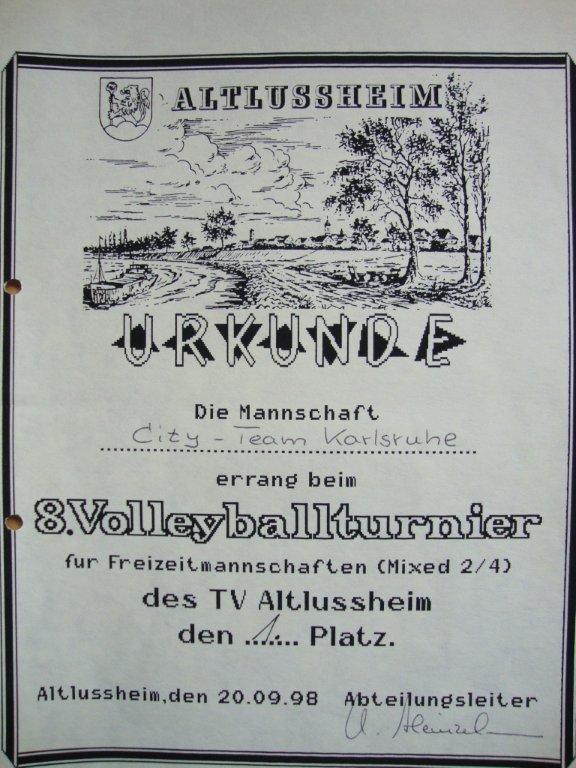 ALTLUSSHEIM
URKUNDE
Die Mannschaft
City - Team Karlsruhe
errang beim
8.Volleyballturnier
fur Freizeitmannschaften (Mixed 2/4)
des TV Altlussheim
den ..1... Platz.
Altlussheim,den 20.09.98 Abteilungsleiter